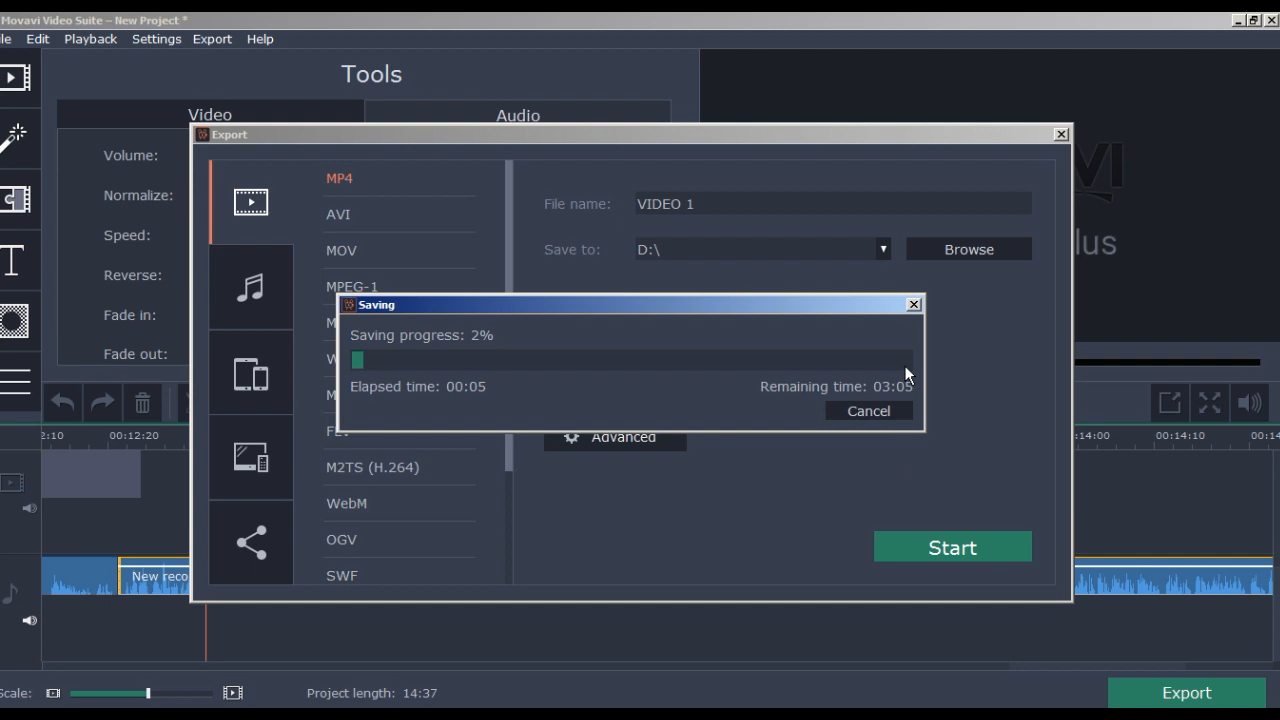 Movavi Video Suite – New Project *
le Edit Playback Settings Export Help
Tools
Video Audio
Volume:
Normalize:
Speed:
Reverse:
Fade in:
Fade out:
Export
MP4
AVI
MOV
MPEG-1
M2TS (H.264)
WebM
OGV
SWF
File name: VIDEO 1
Save to: D:\
Browse
Saving
Saving progress: 2%
Elapsed time: 00:05 Remaining time: 03:05
Cancel
Advanced
Start
VI
lus
2:10 00:12:20 :14:00 00:14:10 00:14
New reco
Scale: Project length: 14:37
Export